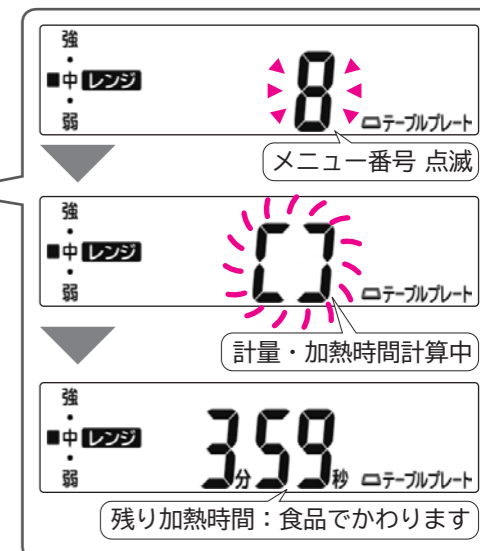 強
・
■中 レンジ
・
弱
8
テーブルプレート
メニュー番号 点滅
強
・
■中 レンジ
・
弱
テーブルプレート
計量・加熱時間計算中
強
・
■中 レンジ
・
弱
3分59秒
テーブルプレート
残り加熱時間：食品でかわります